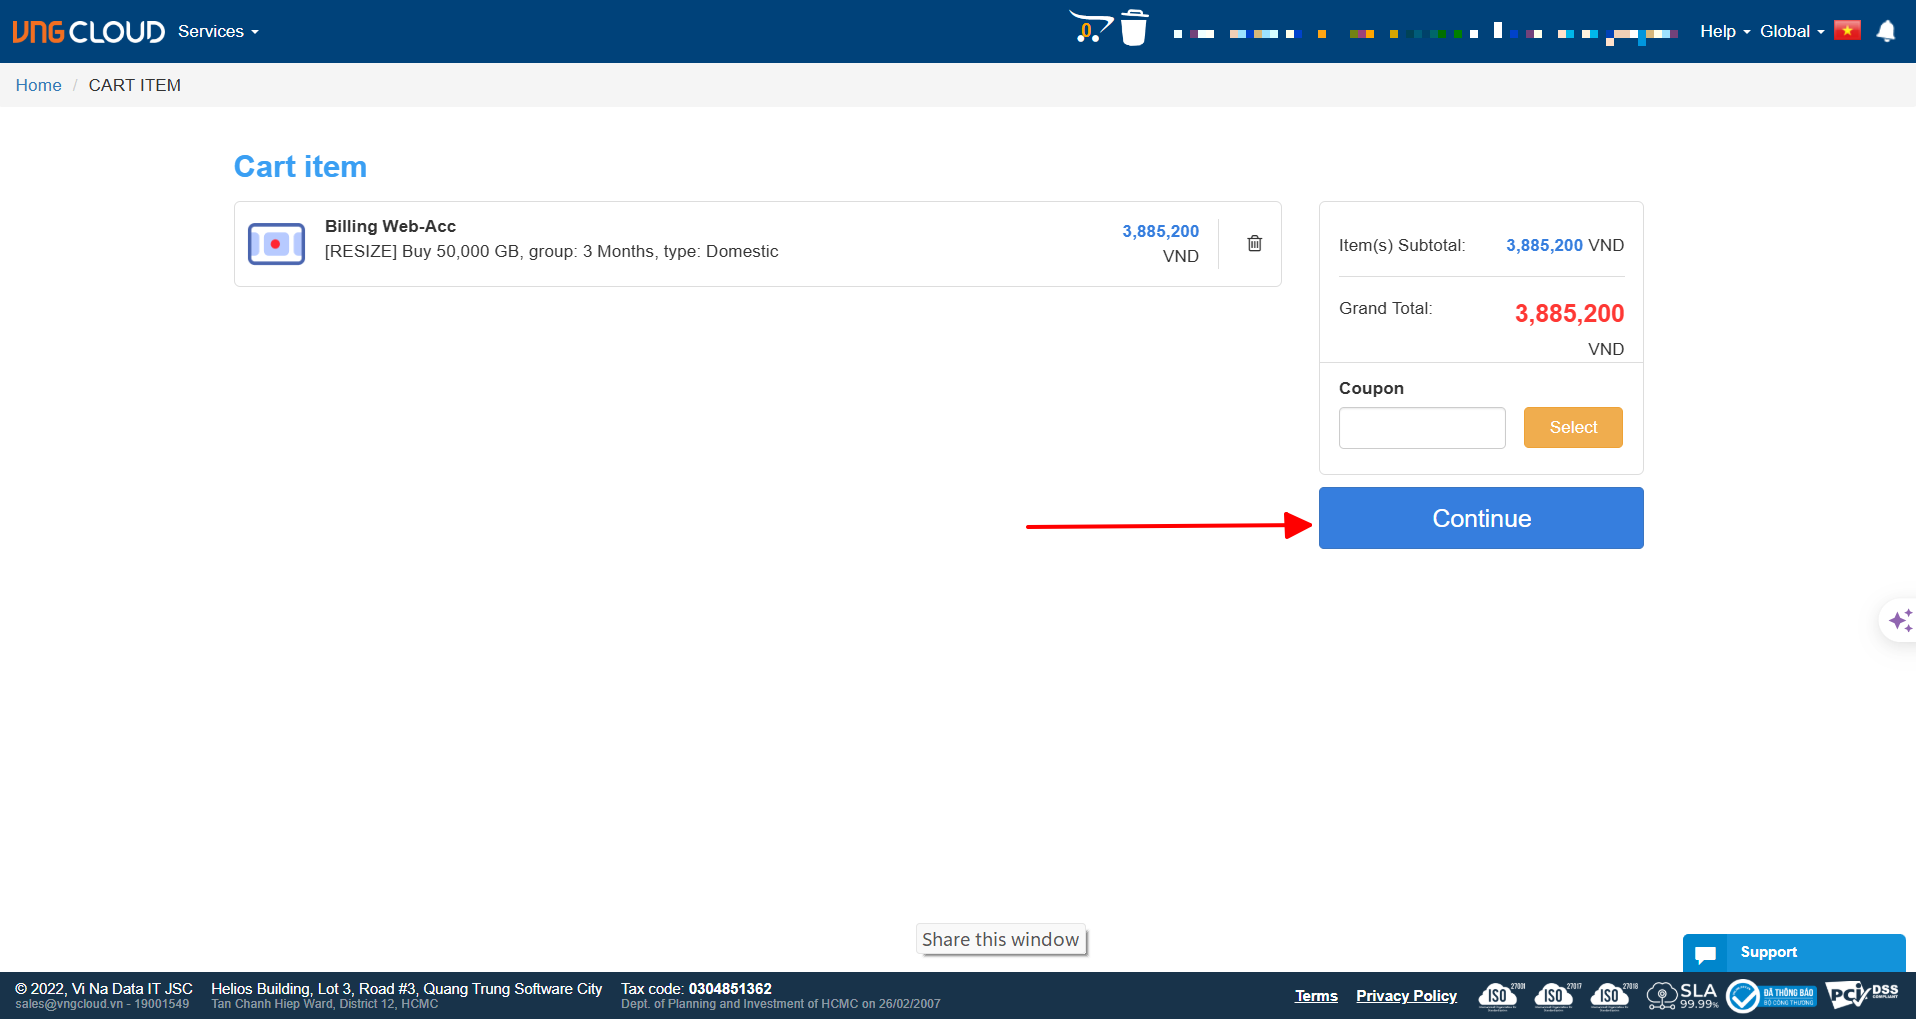 VNG CLOUD Services 0 Help Global
Home / CART ITEM
Cart item
Billing Web-Acc
[RESIZE] Buy 50,000 GB, group: 3 Months, type: Domestic
3,885,200
VND
Item(s) Subtotal: 3,885,200 VND
Grand Total: 3,885,200
VND
Coupon
Select
Continue
Share this window
Support
© 2022, Vi Na Data IT JSC
sales@vngcloud.vn - 19001549
Helios Building, Lot 3, Road #3, Quang Trung Software City
Tan Chanh Hiep Ward, District 12, HCMC
Tax code: 0304851362
Dept. of Planning and Investment of HCMC on 26/02/2007
Terms Privacy Policy
ISO 27001
ISO 27017
ISO 27018
SLA
99.99%
ĐÃ THÔNG BÁO
BỘ CÔNG THƯƠNG
PCI DSS
COMPLIANT